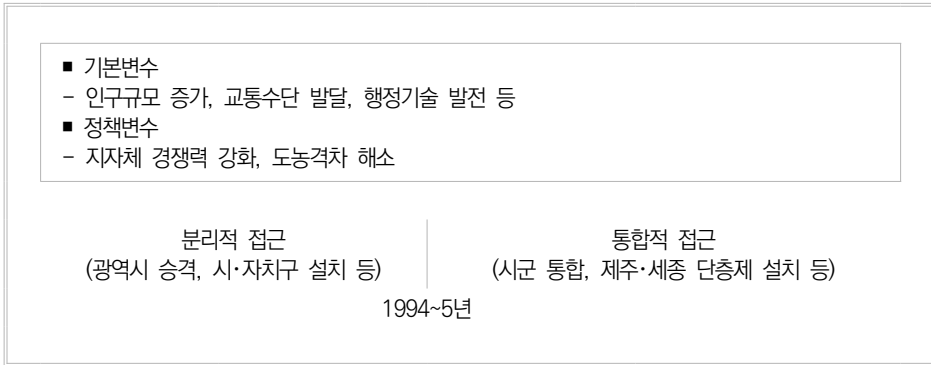 ■ 기본변수
- 인구규모 증가, 교통수단 발달, 행정기술 발전 등
■ 정책변수
- 지자체 경쟁력 강화, 도농격차 해소
분리적 접근
(광역시 승격, 시·자치구 설치 등)
통합적 접근
(시군 통합, 제주·세종 단층제 설치 등)
1994~5년